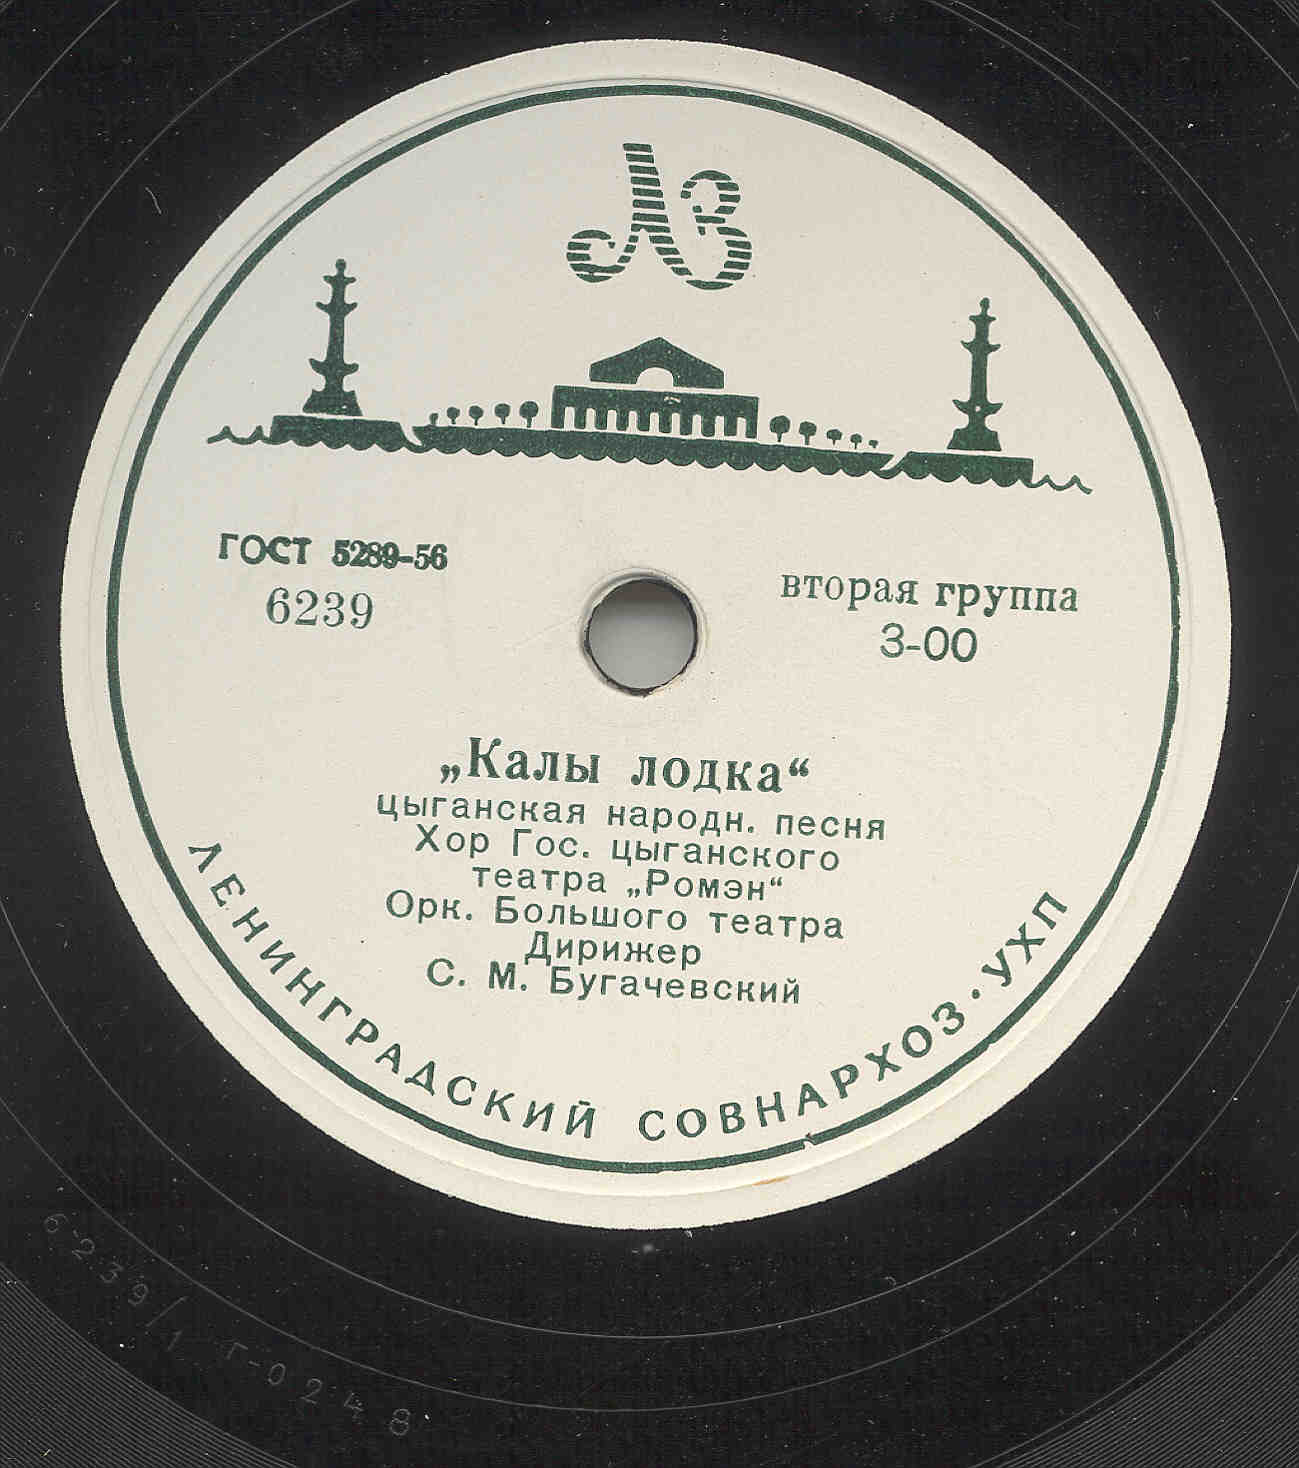 ЛЗ
ГОСТ 5289-56
6239
вторая группа
3-00
„Калы лодка“
цыганская народн. песня
Хор Гос. цыганского
театра „Ромэн“
Орк. Большого театра
Дирижер
С. М. Бугачевский
ЛЕНИНГРАДСКИЙ СОВНАРХОЗ·УХП
6239/1 Г-0248